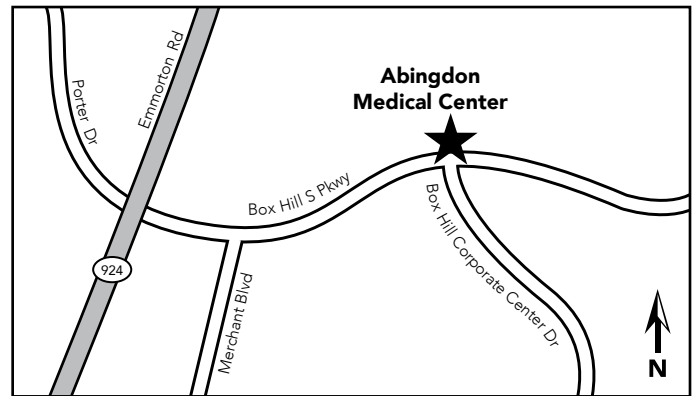 Abingdon
Medical Center
Emmorton Rd
Porter Dr
Box Hill S Pkwy
Box Hill Corporate Center Dr
924
Merchant Blvd
N